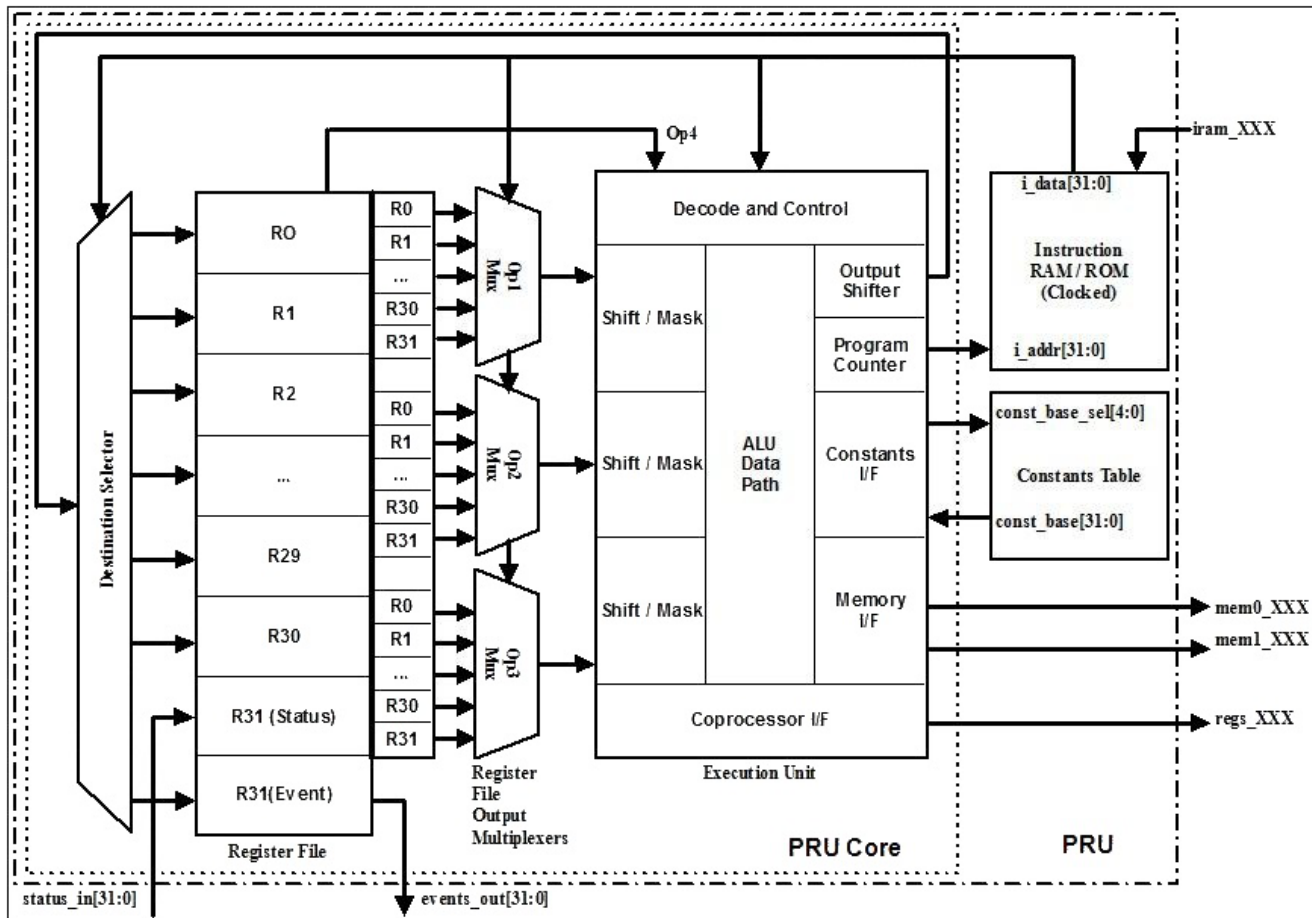 Op4
iram_XXX
i_data[31:0]
Instruction
RAM / ROM
(Clocked)
i_addr[31:0]
const_base_sel[4:0]
Constants Table
const_base[31:0]
Destination Selector
RO
R1
R2
...
R29
R30
R31 (Status)
R31(Event)
Register File
R0
R1
...
R30
R31
R0
R1
...
R30
R31
R0
R1
...
R30
R31
Op1
Mux
Op2
Mux
Op3
Mux
Register
File
Output
Multiplexers
Decode and Control
Shift / Mask
Shift / Mask
Shift / Mask
ALU
Data
Path
Output
Shifter
Program
Counter
Constants
I/F
Memory
I/F
Coprocessor I/F
Execution Unit
mem0_XXX
mem1_XXX
regs_XXX
PRU Core
PRU
status_in[31:0]
events_out[31:0]